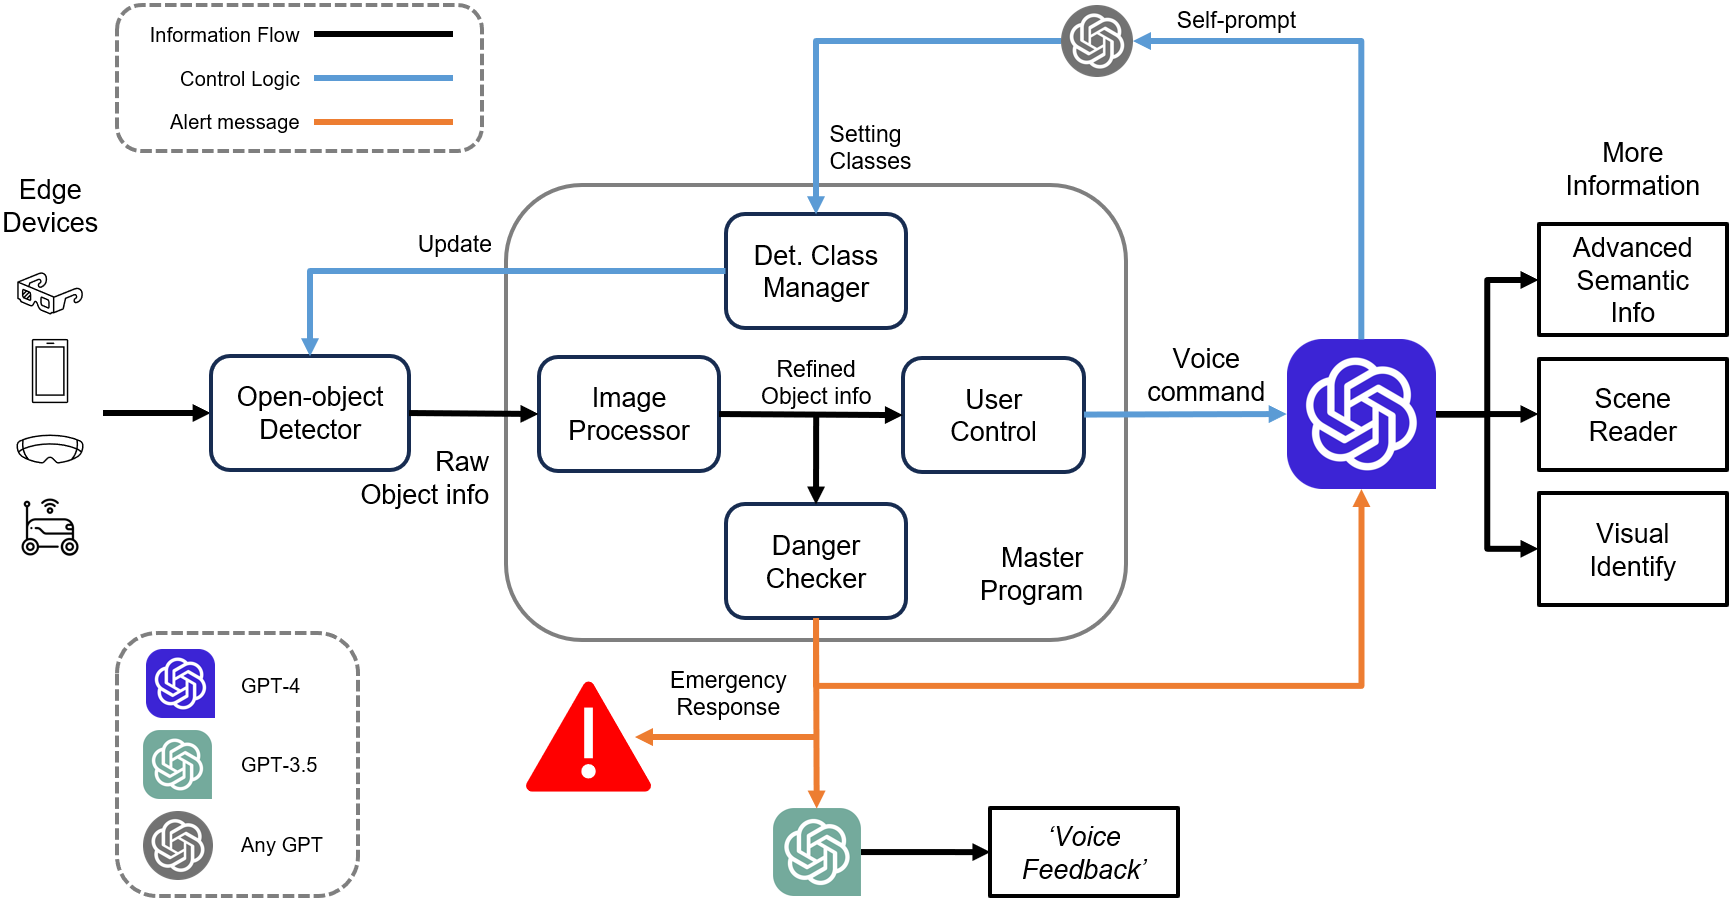 Information Flow
Control Logic
Alert message
Self-prompt
Setting
Classes
More
Information
Edge
Devices
Update
Det. Class
Manager
Advanced
Semantic
Info
Open-object
Detector
Image
Processor
Refined
Object info
User
Control
Voice
command
Scene
Reader
Raw
Object info
Danger
Checker
Master
Program
Visual
Identify
Emergency
Response
GPT-4
GPT-3.5
Any GPT
‘Voice
Feedback’